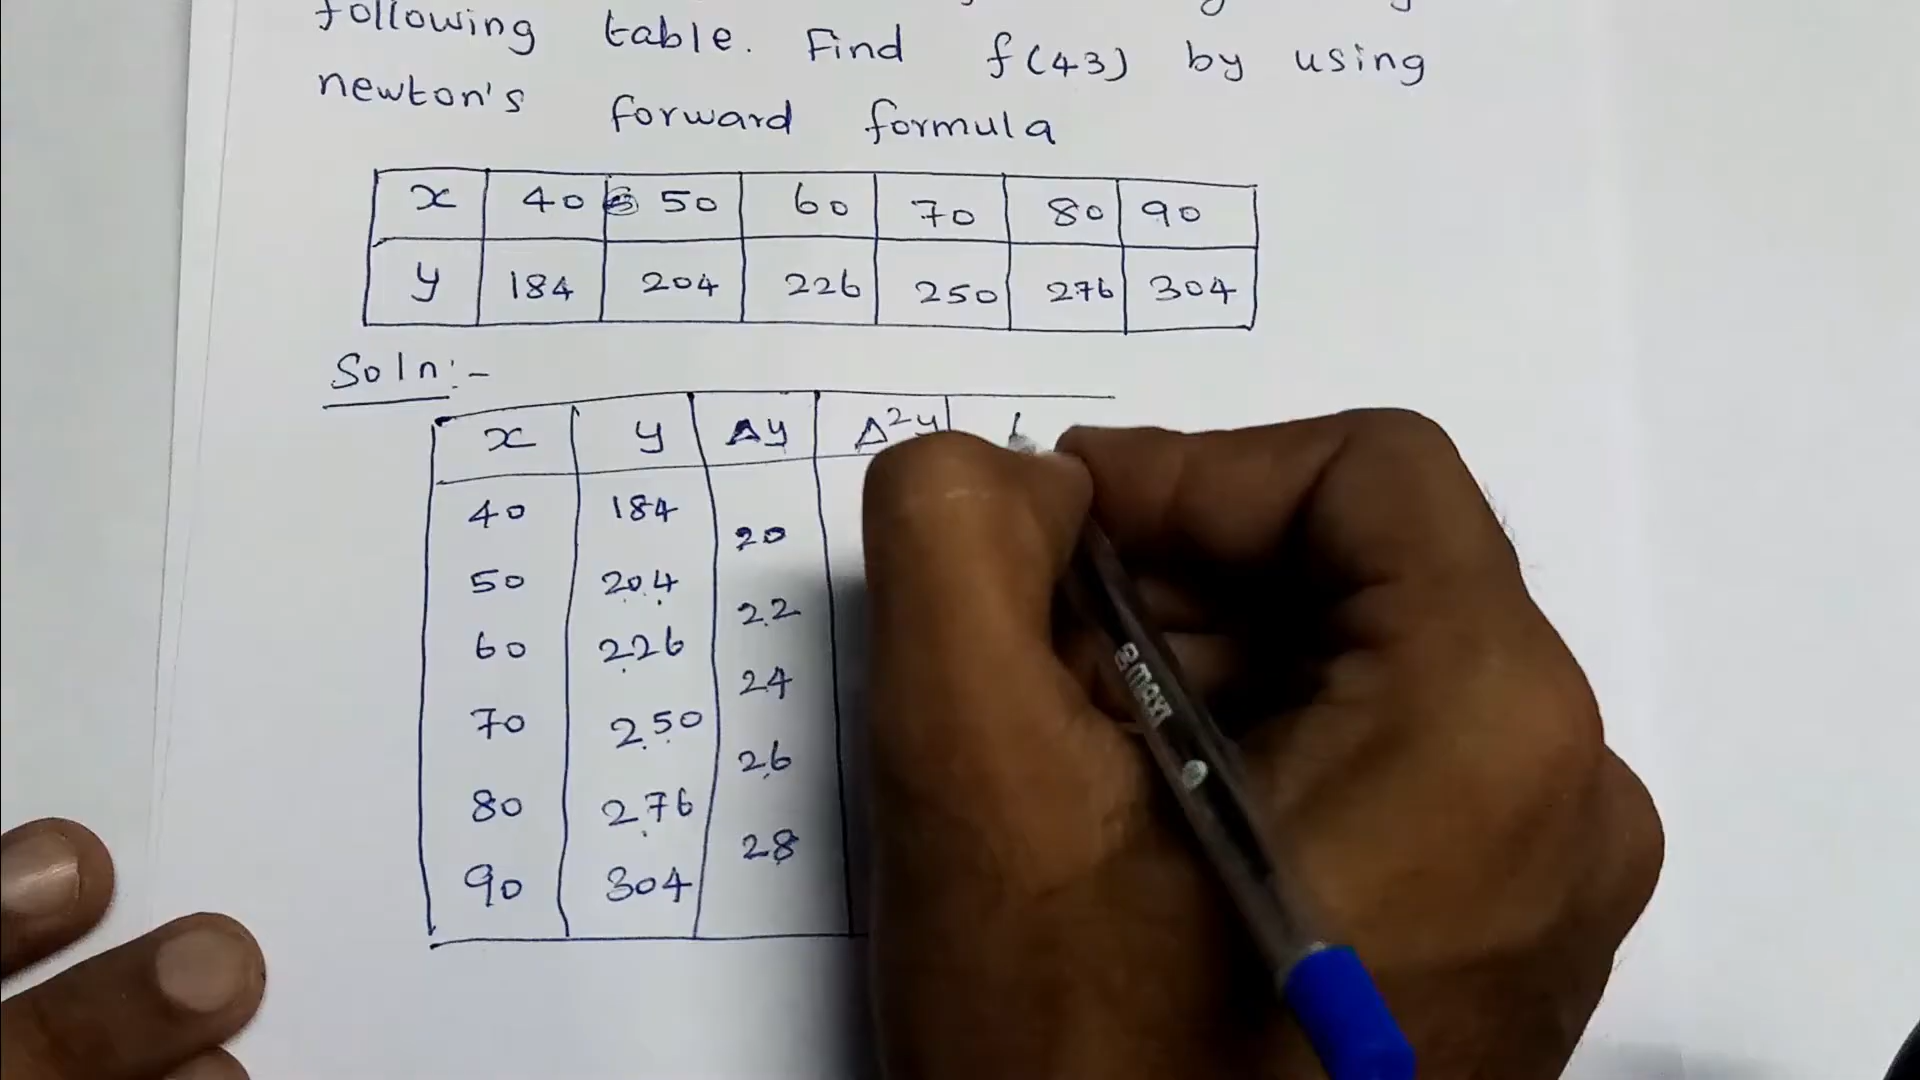 following table. Find f(43) by using
newton's forward formula
x 40 50 60 70 80 90
y 184 204 226 250 276 304
Soln:-
x y Δy Δ²y
40 184
20
50 204
22
60 226
24
70 250
26
80 276
28
90 304
maxi